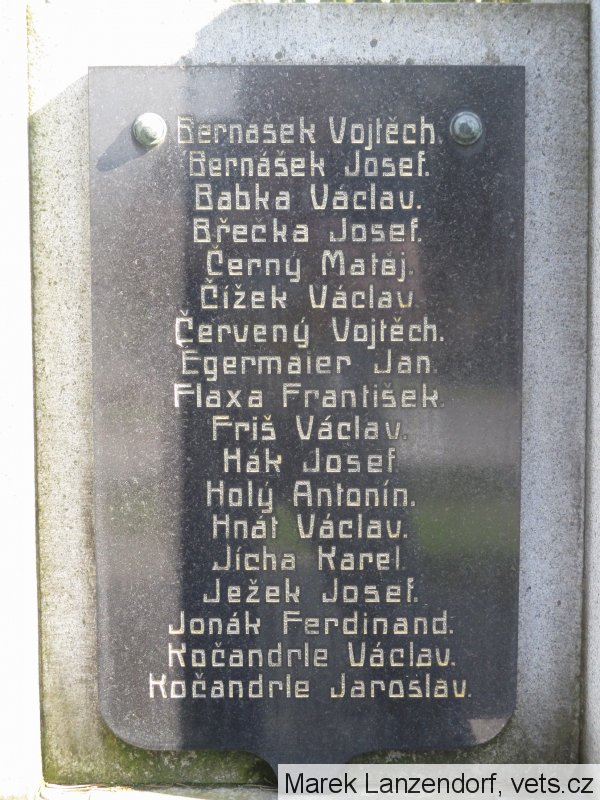 Bernašek Vojtěch.
Bernášek Josef.
Babka Václav.
Břečka Josef.
Černý Matáj.
Čížek Václav.
Červený Vojtěch.
Egermaier Jan.
Flaxa František.
Friš Václav.
Hák Josef.
Holý Antonín.
Hnát Václav.
Jícha Karel.
Ježek Josef.
Jonák Ferdinand.
Kočandrle Václav.
Kočandrle Jaroslav.
Marek Lanzendorf, vets.cz